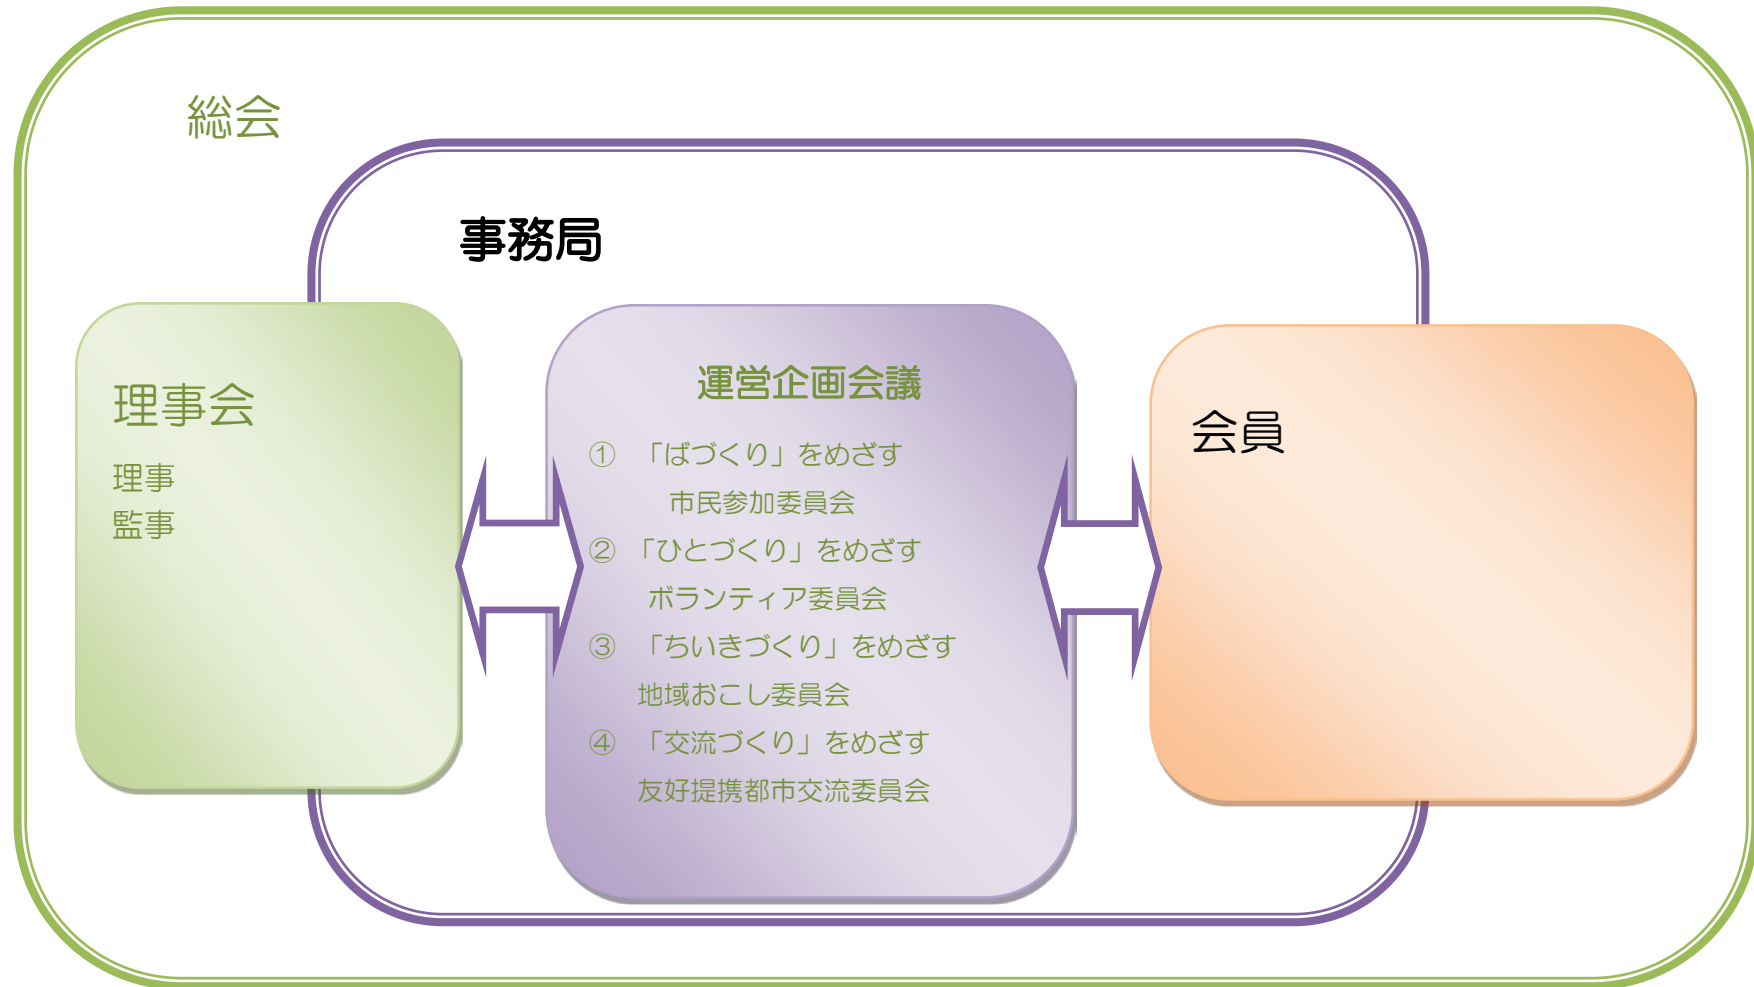 総会
事務局
理事会
理事
監事
運営企画会議
① 「ばづくり」をめざす
市民参加委員会
② 「ひとづくり」をめざす
ボランティア委員会
③ 「ちいきづくり」をめざす
地域おこし委員会
④ 「交流づくり」をめざす
友好提携都市交流委員会
会員